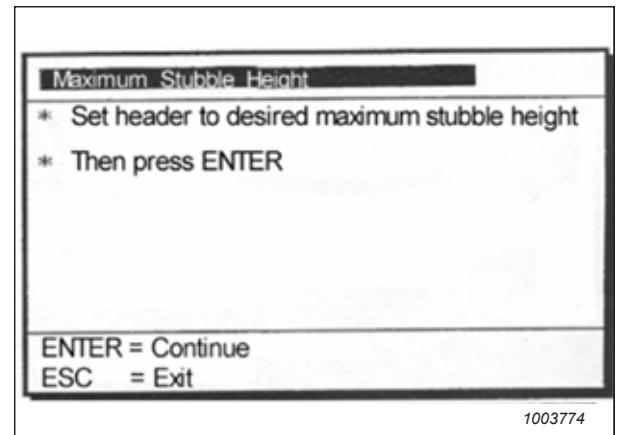 Maximum Stubble Height
* Set header to desired maximum stubble height
* Then press ENTER
ENTER = Continue
ESC = Exit
1003774